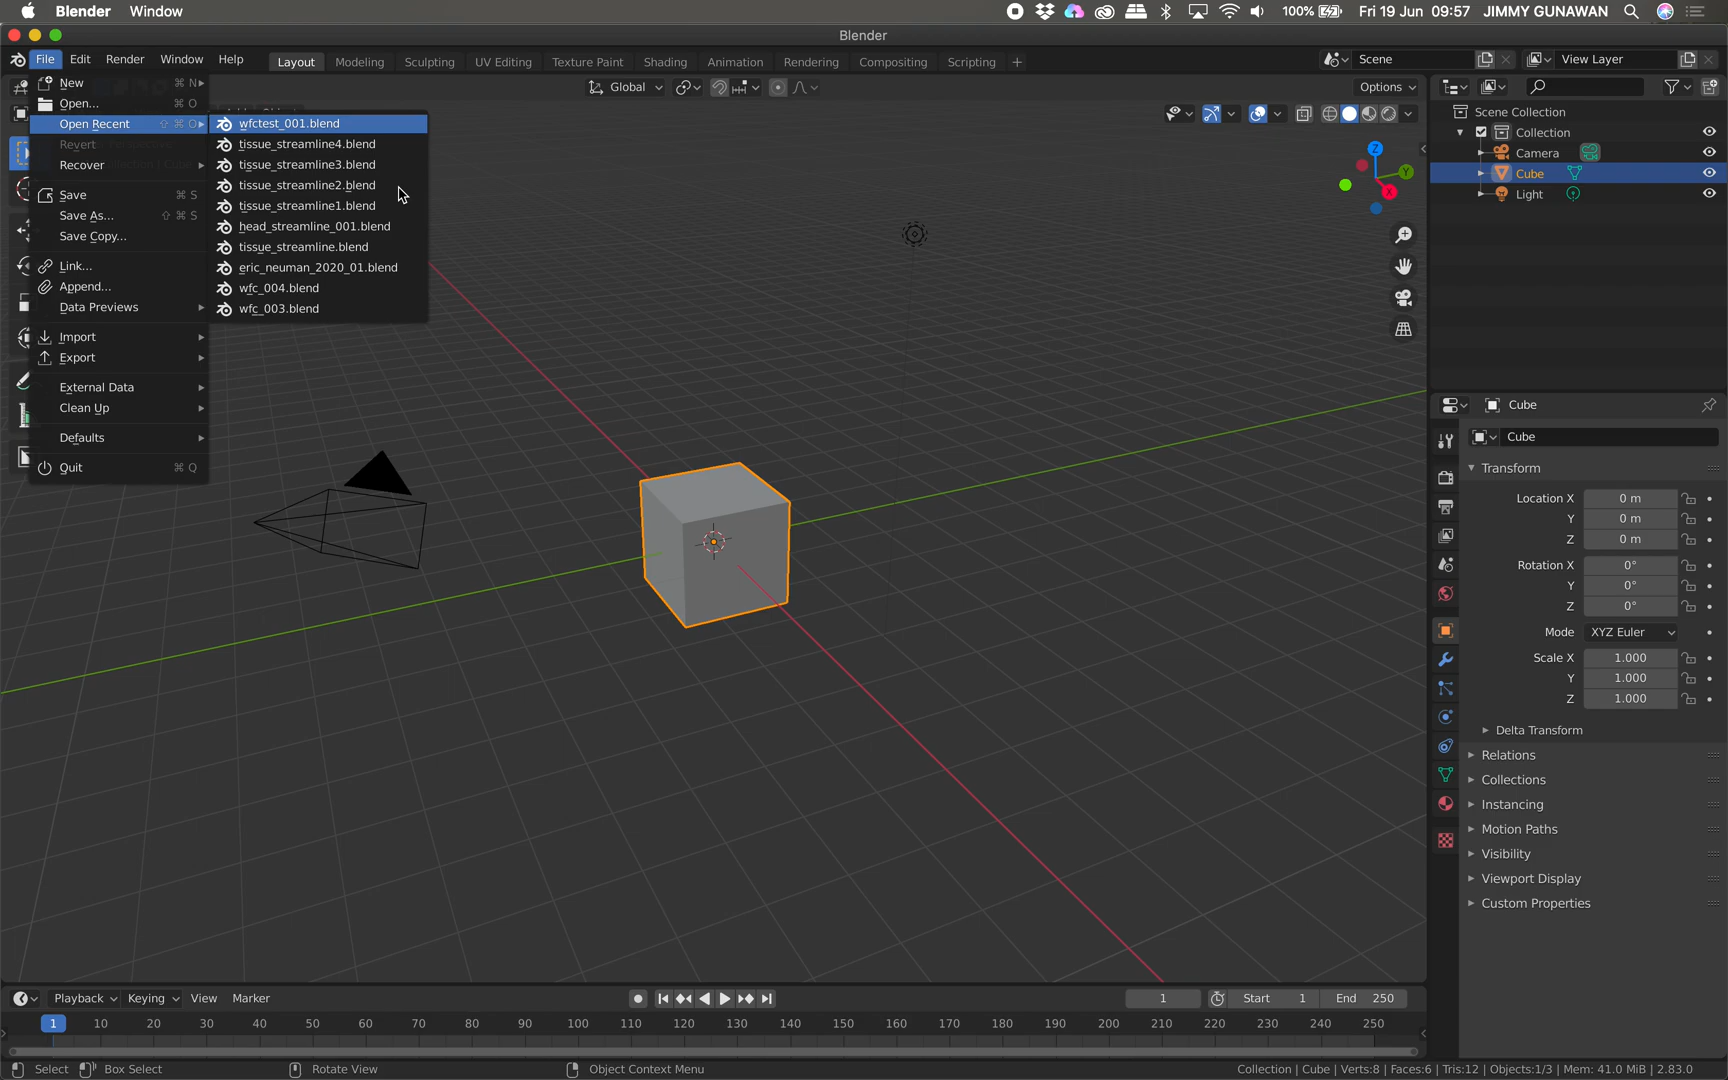 Blender Window 100% Fri 19 Jun 09:57 JIMMY GUNAWAN
Blender
File Edit Render Window Help Layout Modeling Sculpting UV Editing Texture Paint Shading Animation Rendering Compositing Scripting + Scene View Layer
New ⌘ N
Open... ⌘ O
Open Recent ⇧ ⌘ O
Revert
Recover
Save ⌘ S
Save As... ⇧ ⌘ S
Save Copy...
Link...
Append...
Data Previews
Import
Export
External Data
Clean Up
Defaults
Quit ⌘ Q
wfctest_001.blend
tissue_streamline4.blend
tissue_streamline3.blend
tissue_streamline2.blend
tissue_streamline1.blend
head_streamline_001.blend
tissue_streamline.blend
eric_neuman_2020_01.blend
wfc_004.blend
wfc_003.blend
Global
Options
Z
Y
X
Scene Collection
Collection
Camera
Cube
Light
Cube
Cube
Transform
Location X 0 m
Y 0 m
Z 0 m
Rotation X 0°
Y 0°
Z 0°
Mode XYZ Euler
Scale X 1.000
Y 1.000
Z 1.000
Delta Transform
Relations
Collections
Instancing
Motion Paths
Visibility
Viewport Display
Custom Properties
Playback Keying View Marker 1 Start 1 End 250
1 10 20 30 40 50 60 70 80 90 100 110 120 130 140 150 160 170 180 190 200 210 220 230 240 250
Select Box Select Rotate View Object Context Menu Collection | Cube | Verts:8 | Faces:6 | Tris:12 | Objects:1/3 | Mem: 41.0 MiB | 2.83.0